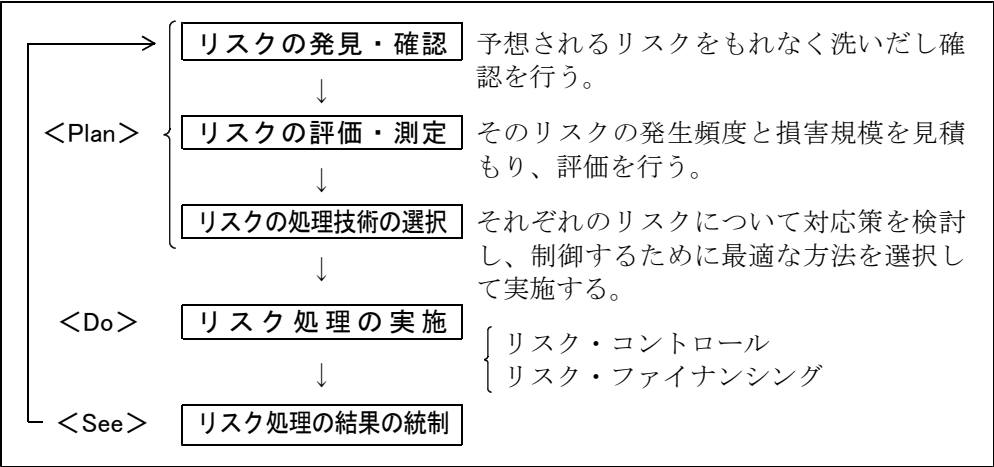 リスクの発見・確認
予想されるリスクをもれなく洗いだし確
認を行う。
↓
<Plan>
リスクの評価・測定
そのリスクの発生頻度と損害規模を見積
もり、評価を行う。
↓
リスクの処理技術の選択
それぞれのリスクについて対応策を検討
し、制御するために最適な方法を選択し
て実施する。
↓
<Do>
リスク処理の実施
リスク・コントロール
リスク・ファイナンシング
↓
<See>
リスク処理の結果の統制